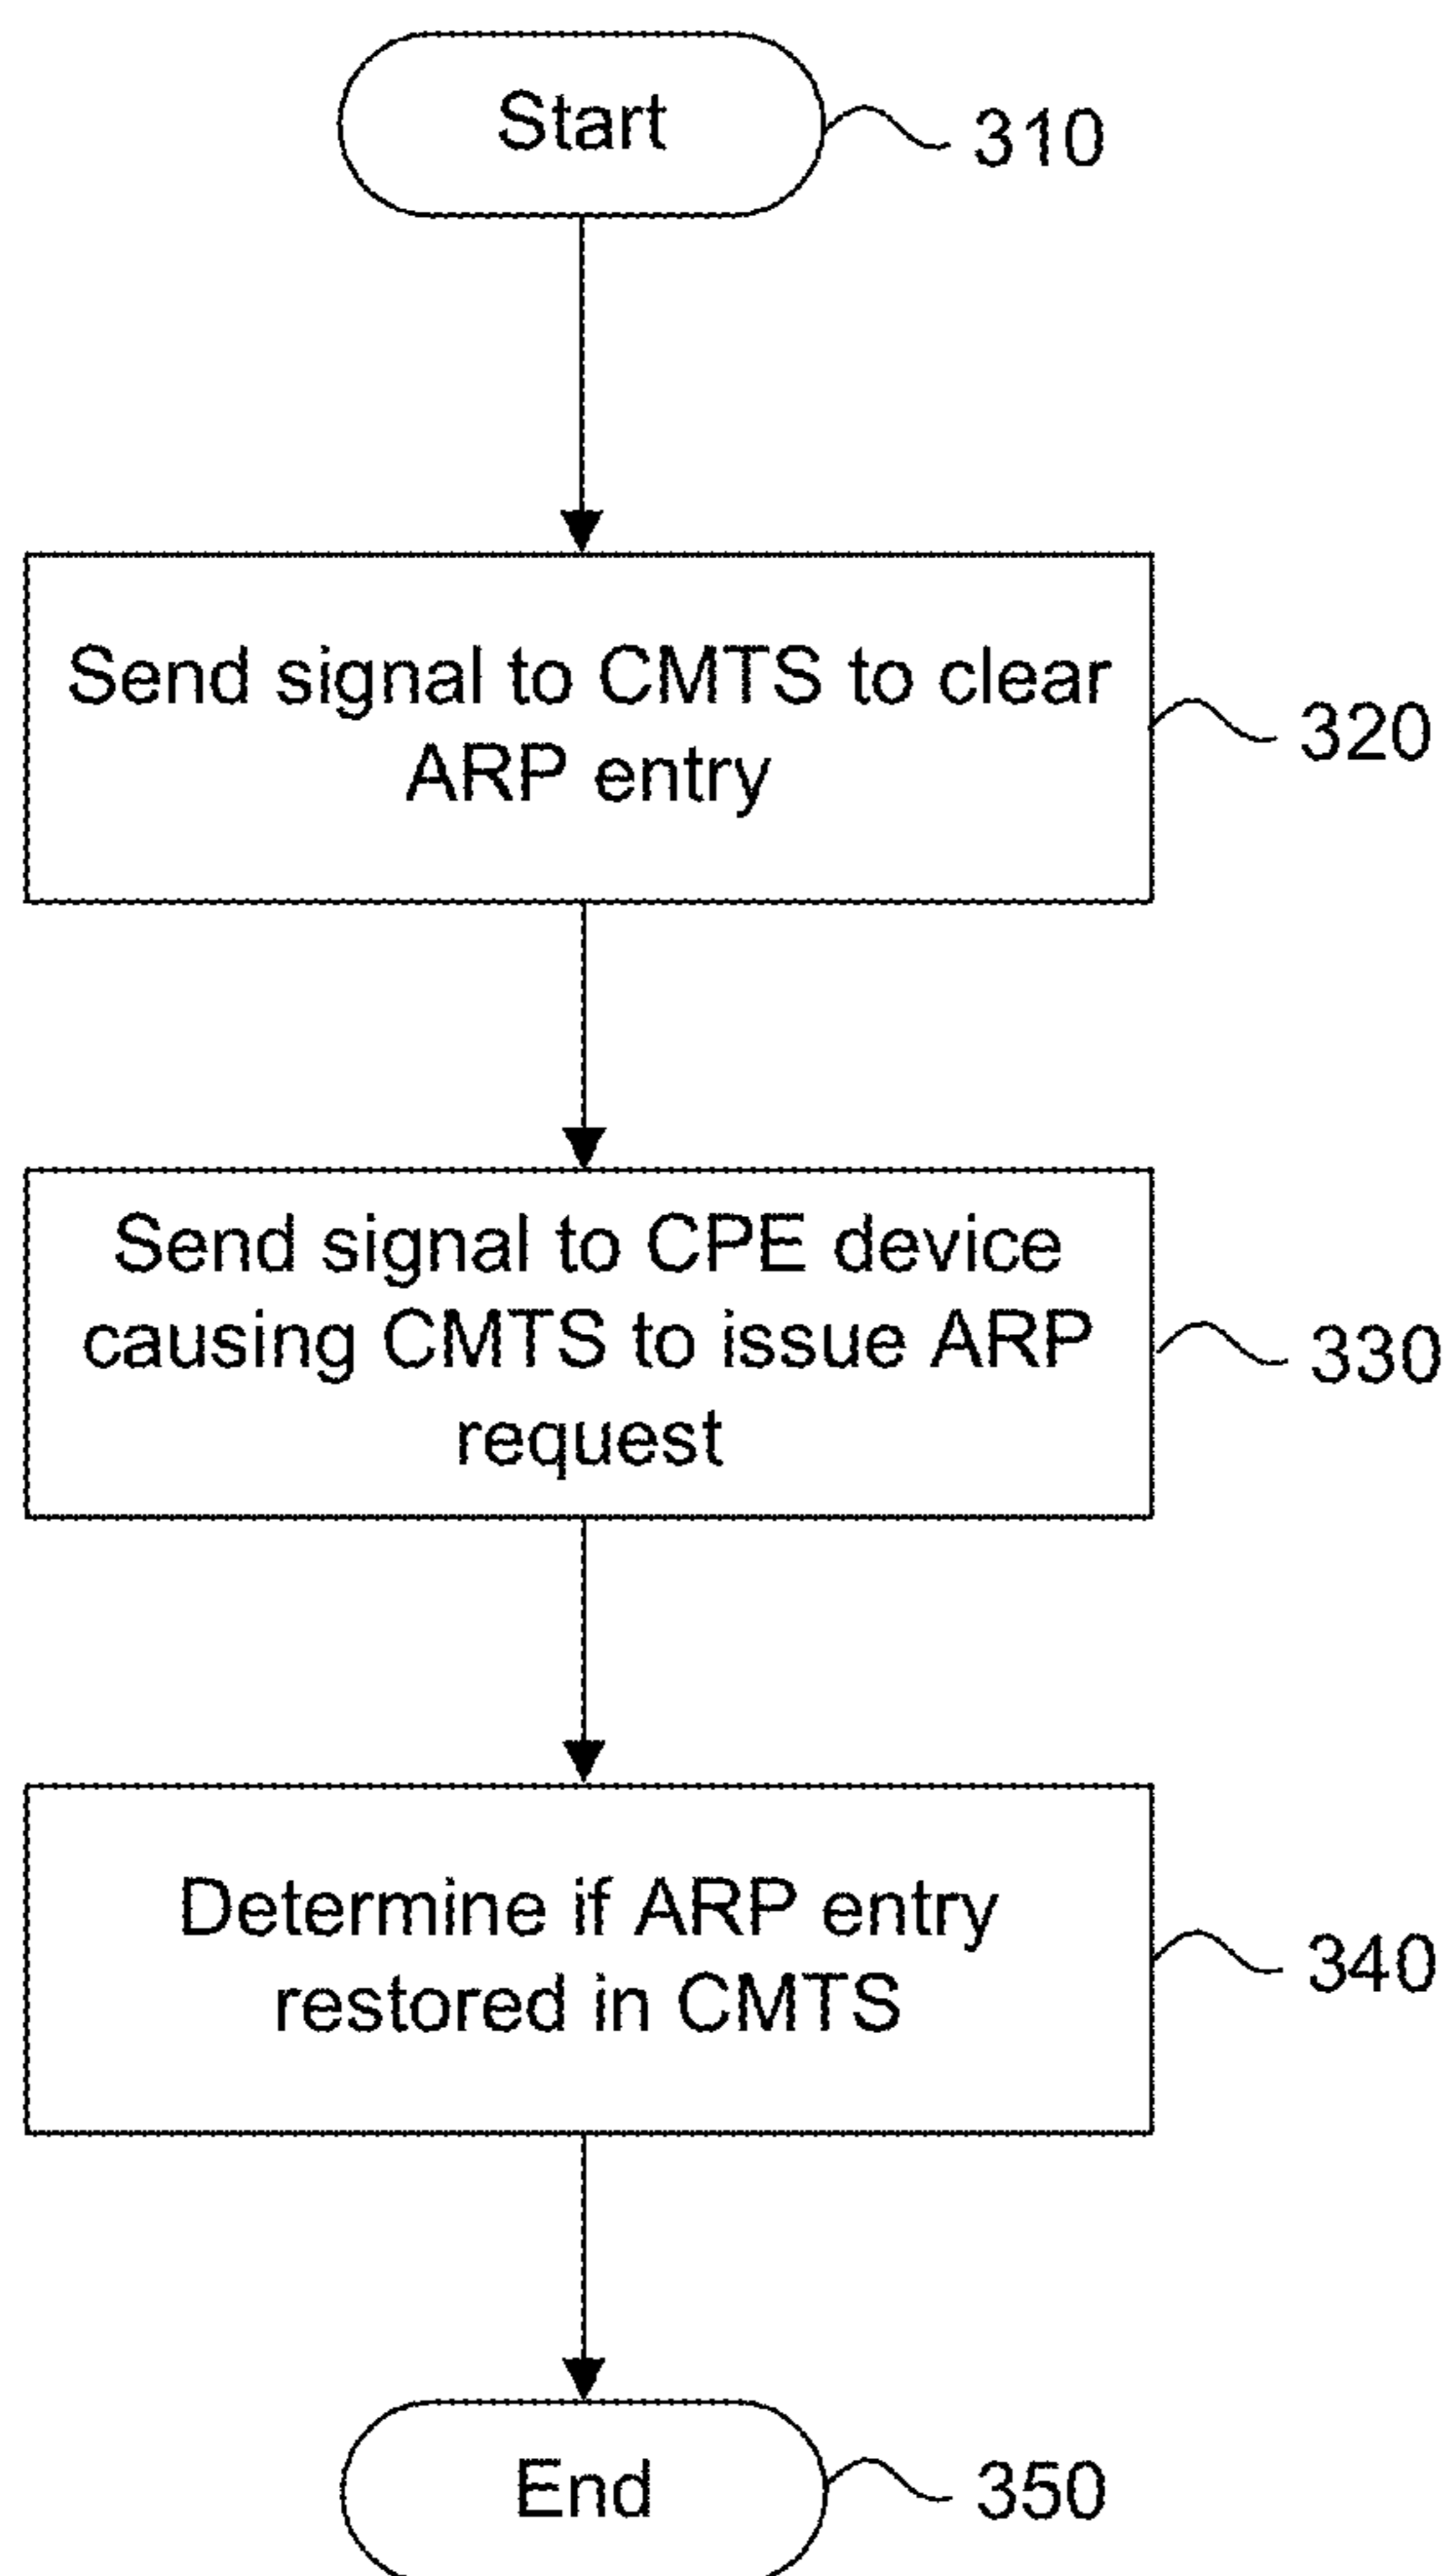 Start
310
Send signal to CMTS to clear
ARP entry
320
Send signal to CPE device
causing CMTS to issue ARP
request
330
Determine if ARP entry
restored in CMTS
340
End
350